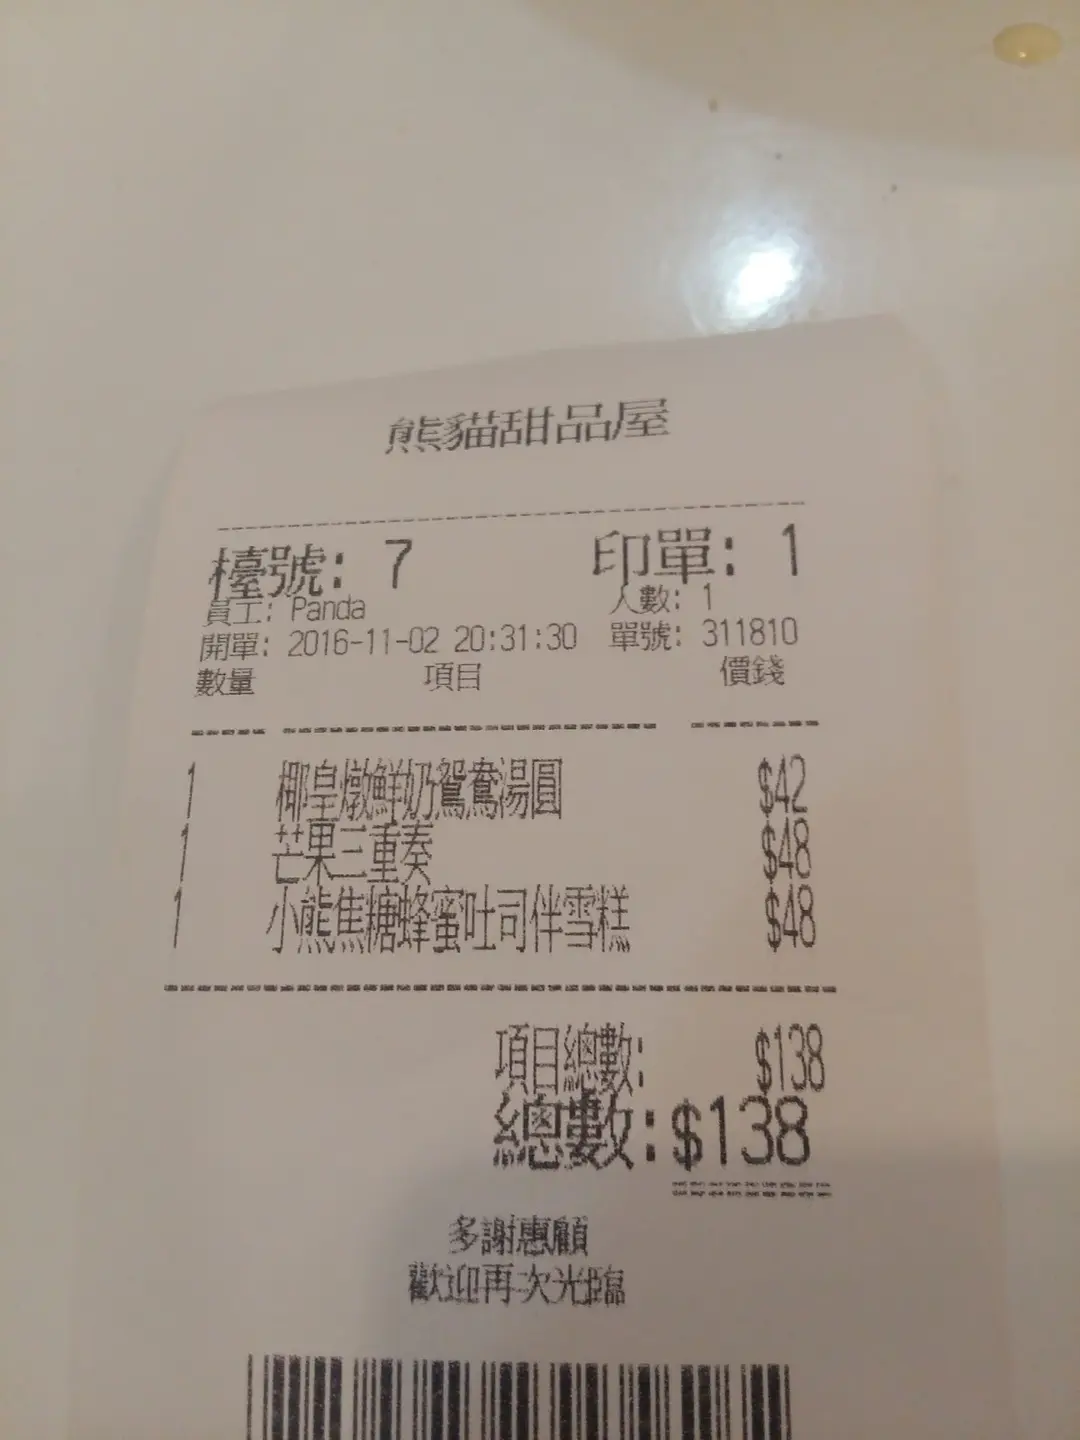 熊貓甜品屋
檯號: 7 印單: 1
員工: Panda 人數: 1
開單: 2016-11-02 20:31:30 單號: 311810
數量 項目 價錢
1 椰皇燉鮮奶鴛鴦湯圓 $42
1 芒果三重奏 $48
1 小熊焦糖蜂蜜吐司伴雪糕 $48
項目總數: $138
總數: $138
多謝惠顧
歡迎再次光臨